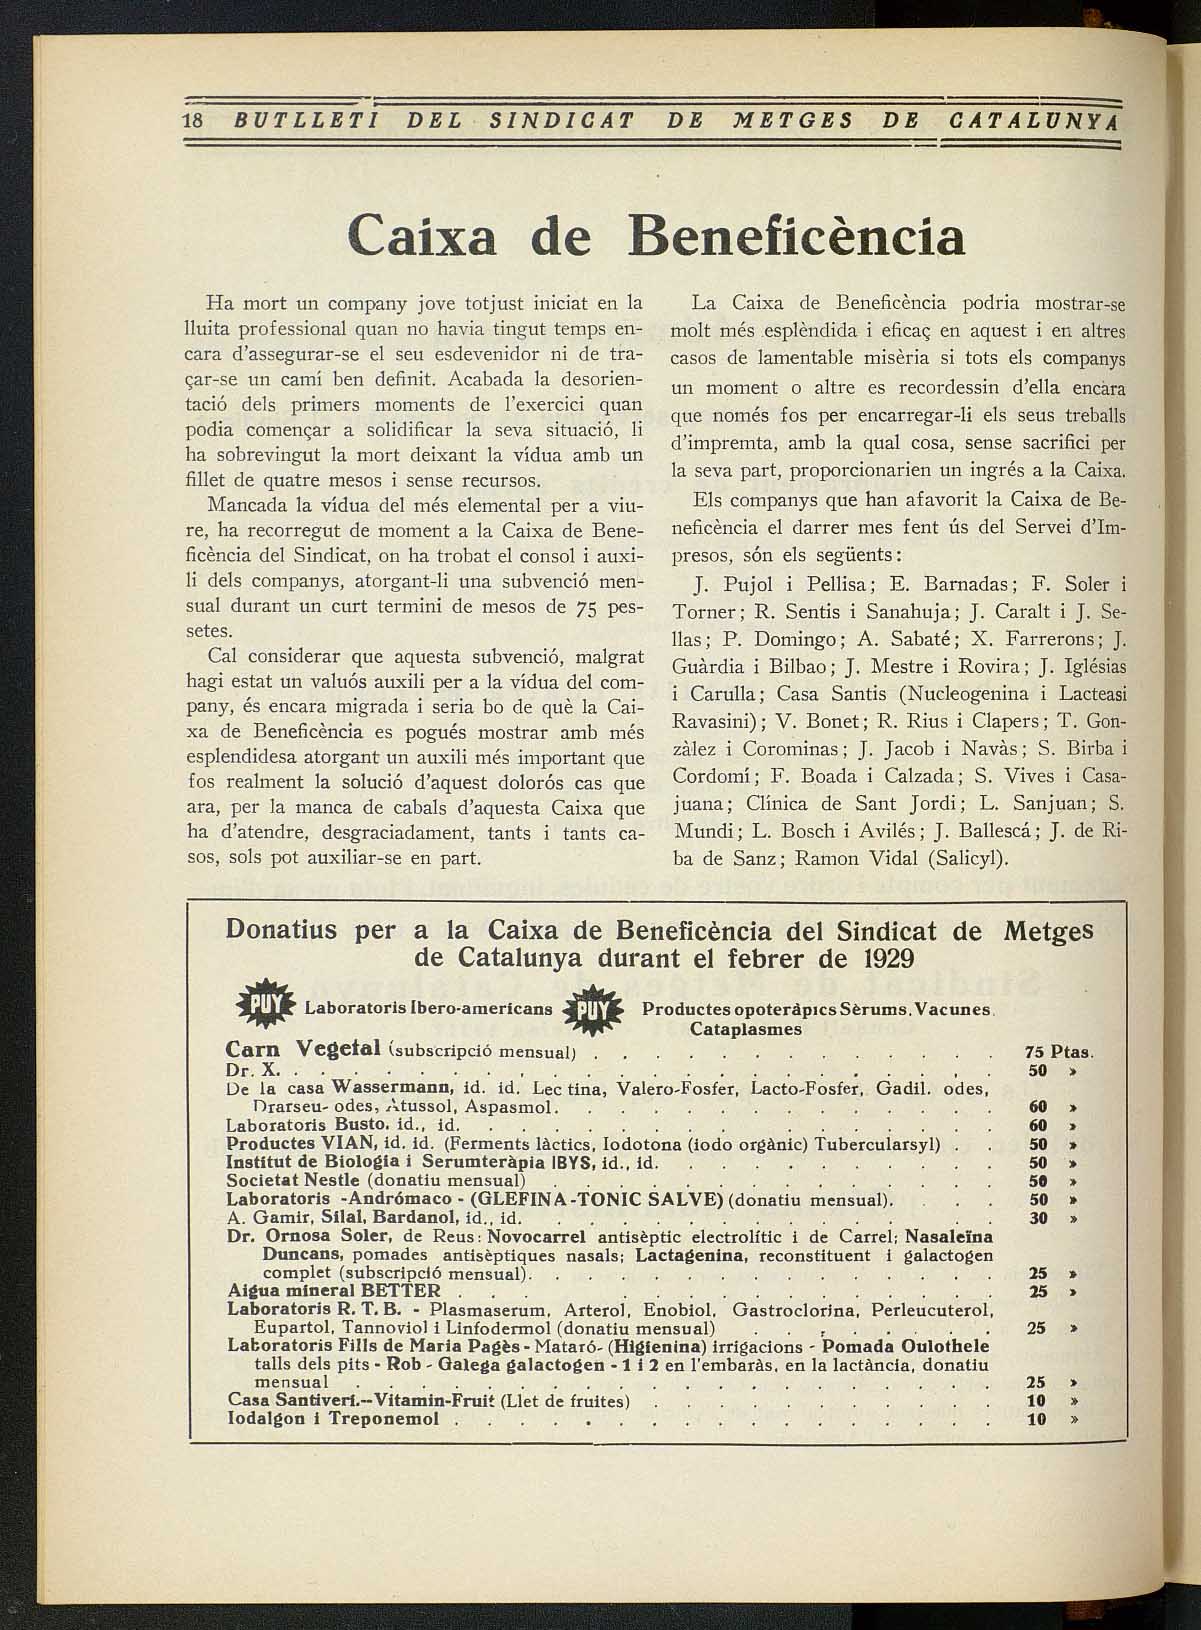 18 BUTLLETI DEL SINDICAT DE METGES DE CATALUNYA
Caixa de Beneficència
Ha mort un company jove totjust iniciat en la
lluita professional quan no havia tingut temps en-
cara d'assegurar-se el seu esdevenidor ni de tra-
çar-se un camí ben definit. Acabada la desorien-
tació dels primers moments de l'exercici quan
podia començar a solidificar la seva situació, li
ha sobrevingut la mort deixant la vídua amb un
fillet de quatre mesos i sense recursos.
Mancada la vídua del més elemental per a viu-
re, ha recorregut de moment a la Caixa de Bene-
ficència del Sindicat, on ha trobat el consol i auxi-
li dels companys, atorgant-li una subvenció men-
sual durant un curt termini de mesos de 75 pes-
setes.
Cal considerar que aquesta subvenció, malgrat
hagi estat un valuós auxili per a la vídua del com-
pany, és encara migrada i seria bo de què la Cai-
xa de Beneficència es pogués mostrar amb més
esplendidesa atorgant un auxili més important que
fos realment la solució d'aquest dolorós cas que
ara, per la manca de cabals d'aquesta Caixa que
ha d'atendre, desgraciadament, tants i tants ca-
sos, sols pot auxiliar-se en part.
La Caixa de Beneficència podria mostrar-se
molt més esplèndida i eficaç en aquest i en altres
casos de lamentable misèria si tots els companys
un moment o altre es recordessin d'ella encara
que només fos per encarregar-li els seus treballs
d'impremta, amb la qual cosa, sense sacrifici per
la seva part, proporcionarien un ingrés a la Caixa.
Els companys que han afavorit la Caixa de Be-
neficència el darrer mes fent ús del Servei d'Im-
presos, són els següents:
J. Pujol i Pellisa; E. Barnadas; F. Soler i
Torner; R. Sentis i Sanahuja; J. Caralt i J. Se-
llas; P. Domingo; A. Sabaté; X. Farrerons; J.
Guàrdia i Bilbao; J. Mestre i Rovira; J. Iglésias
i Carulla; Casa Santis (Nucleogenina i Lacteasi
Ravasini); V. Bonet; R. Rius i Clapers; T. Gon-
zàlez i Corominas; J. Jacob i Navàs; S. Birba i
Cordomí; F. Boada i Calzada; S. Vives i Casa-
juana; Clínica de Sant Jordi; L. Sanjuan; S.
Mundi; L. Bosch i Avilés; J. Ballescá; J. de Ri-
ba de Sanz; Ramon Vidal (Salicyl).
Donatius per a la Caixa de Beneficència del Sindicat de Metges
de Catalunya durant el febrer de 1929
PUY Laboratoris Ibero-americans PUY Productes opoteràpics Sèrums, Vacunes.
Cataplasmes
Carn Vegetal (subscripció mensual) . . . . . . . . . . . . . 75 Ptas.
Dr. X. . . . . . . . . . . . . . . . . . . . . . . 50 »
De la casa Wassermann, id. id. Lec tina, Valero-Fosfer, Lacto-Fosfer, Gadil. odes,
Drarseu- odes, Atussol, Aspasmol. . . . . . . . . . . . . . 60 »
Laboratoris Busto. id., id. . . . . . . . . . . . . . . . . 60 »
Productes VIAN, id. id. (Ferments làctics, Iodotona (iodo orgànic) Tubercularsyl) . . 50 »
Institut de Biologia i Serumteràpia IBYS, id., id. . . . . . . . . . . 50 »
Societat Nestle (donatiu mensual) . . . . . . . . . . . . . . 50 »
Laboratoris -Andrómaco - (GLEFINA-TONIC SALVE) (donatiu mensual). . . . 50 »
A. Gamir, Silal, Bardanol, id., id. . . . . . . . . . . . . . . 30 »
Dr. Ornosa Soler, de Reus: Novocarrel antisèptic electrolític i de Carrel; Nasaleïna
Duncans, pomades antisèptiques nasals; Lactagenina, reconstituent i galactogen
complet (subscripció mensual). . . . . . . . . . . . . . . 25 »
Aigua mineral BETTER . . . . . . . . . . . . . . . . 25 »
Laboratoris R. T. B. - Plasmaserum, Arterol, Enobiol, Gastroclorina, Perleucuterol,
Eupartol, Tannoviol i Linfodermol (donatiu mensual) . . . . . . . . 25 »
Laboratoris Fills de Maria Pagès - Mataró- (Higienina) irrigacions - Pomada Oulothele
talls dels pits - Rob - Galega galactogen - 1 i 2 en l'embaràs, en la lactància, donatiu
mensual . . . . . . . . . . . . . . . . . . . . 25 »
Casa Santiveri.—Vitamin-Fruit (Llet de fruites) . . . . . . . . . . . 10 »
Iodalgon i Treponemol . . . . . . . . . . . . . . . . . 10 »